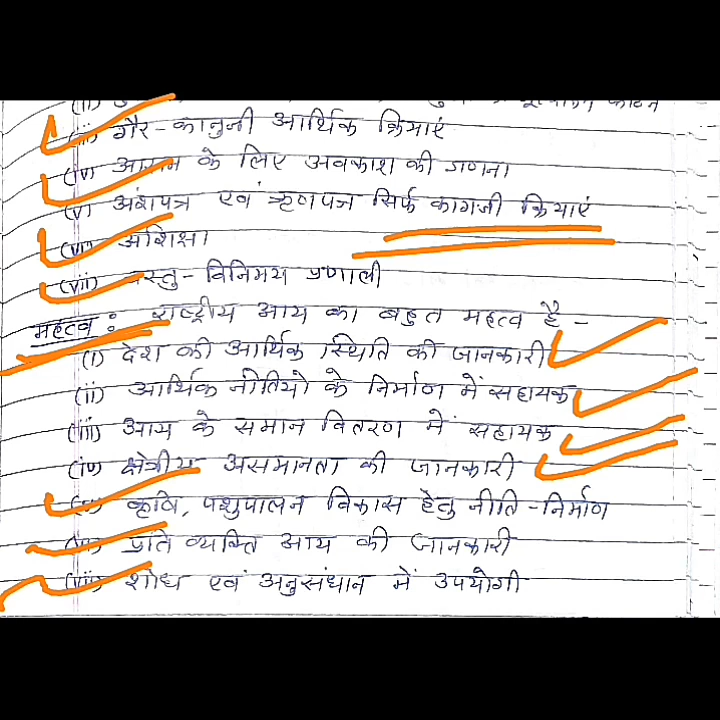 (iii) गैर-कानुनी आर्थिक क्रियाएं
(iv) आराम के लिए अवकाश की गणना
(v) अंशपत्र एवं ऋणपत्र सिर्फ कागजी क्रियाएं
(vi) अशिक्षा
(vii) वस्तु-विनिमय प्रणाली
महत्व : राष्ट्रीय आय का बहुत महत्व है -
(i) देश की आर्थिक स्थिति की जानकारी
(ii) आर्थिक नीतियो के निर्माण में सहायक
(iii) आय के समान वितरण में सहायक
(iv) क्षेत्रीय असमानता की जानकारी
(v) कृषि, पशुपालन विकास हेतु नीति-निर्माण
(vi) प्रति व्यक्ति आय की जानकारी
(vii) शोध एवं अनुसंधान में उपयोगी